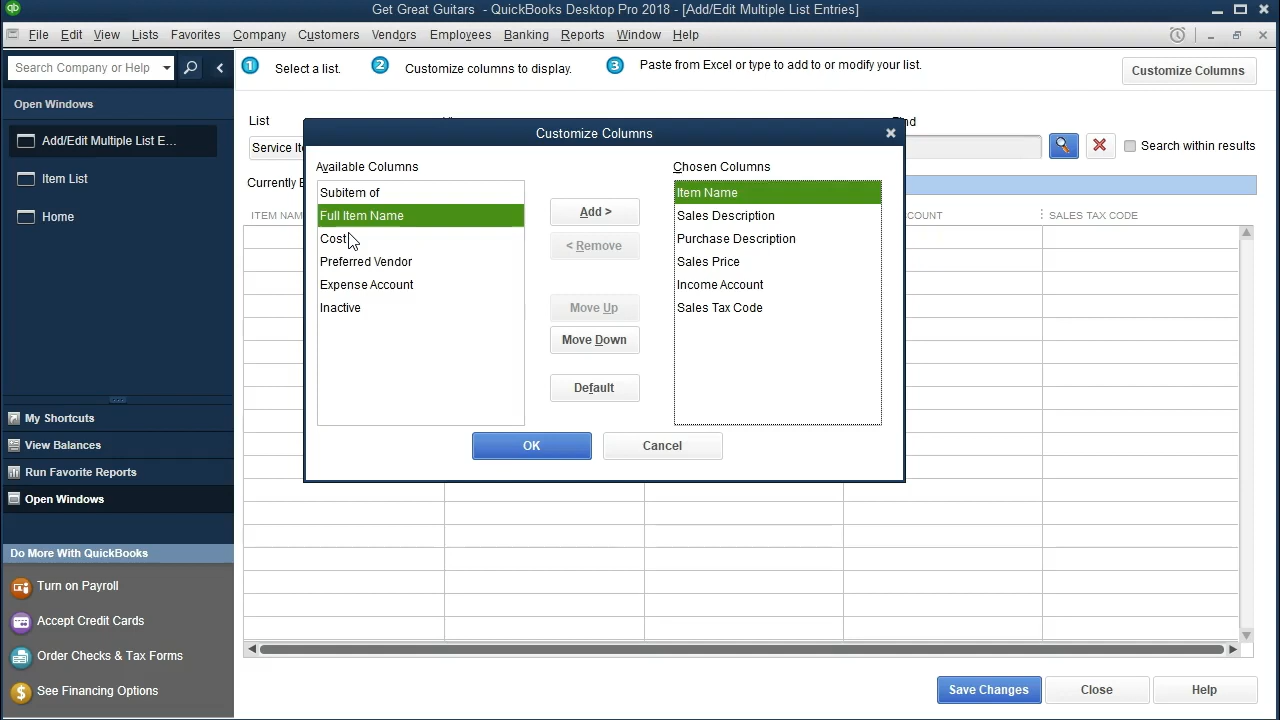 Get Great Guitars - QuickBooks Desktop Pro 2018 - [Add/Edit Multiple List Entries]
File Edit View Lists Favorites Company Customers Vendors Employees Banking Reports Window Help
Search Company or Help
1 Select a list. 2 Customize columns to display. 3 Paste from Excel or type to add to or modify your list.
Customize Columns
Open Windows
Add/Edit Multiple List E...
Item List
Home
My Shortcuts
View Balances
Run Favorite Reports
Open Windows
Do More With QuickBooks
Turn on Payroll
Accept Credit Cards
Order Checks & Tax Forms
See Financing Options
List
Search within results
SALES TAX CODE
Customize Columns
Available Columns
Subitem of
Full Item Name
Cost
Preferred Vendor
Expense Account
Inactive
Add >
< Remove
Move Up
Move Down
Default
Chosen Columns
Item Name
Sales Description
Purchase Description
Sales Price
Income Account
Sales Tax Code
OK Cancel
Save Changes Close Help